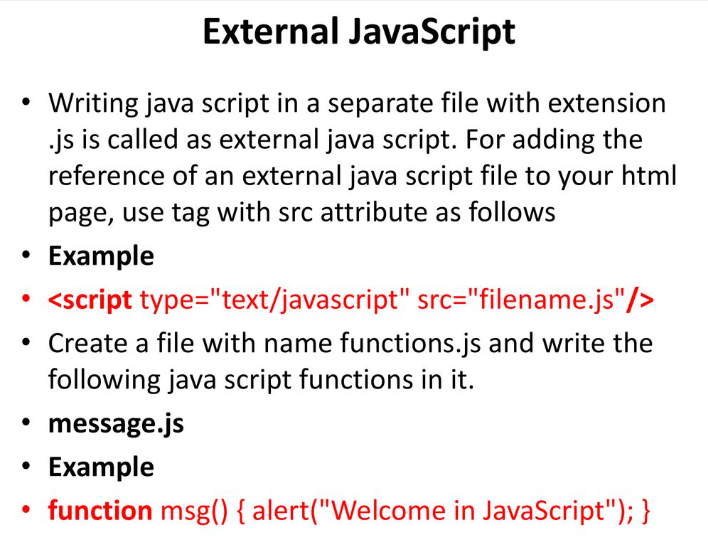 External JavaScript
• Writing java script in a separate file with extension
.js is called as external java script. For adding the
reference of an external java script file to your html
page, use tag with src attribute as follows
• Example
• <script type="text/javascript" src="filename.js"/>
• Create a file with name functions.js and write the
following java script functions in it.
• message.js
• Example
• function msg() { alert("Welcome in JavaScript"); }